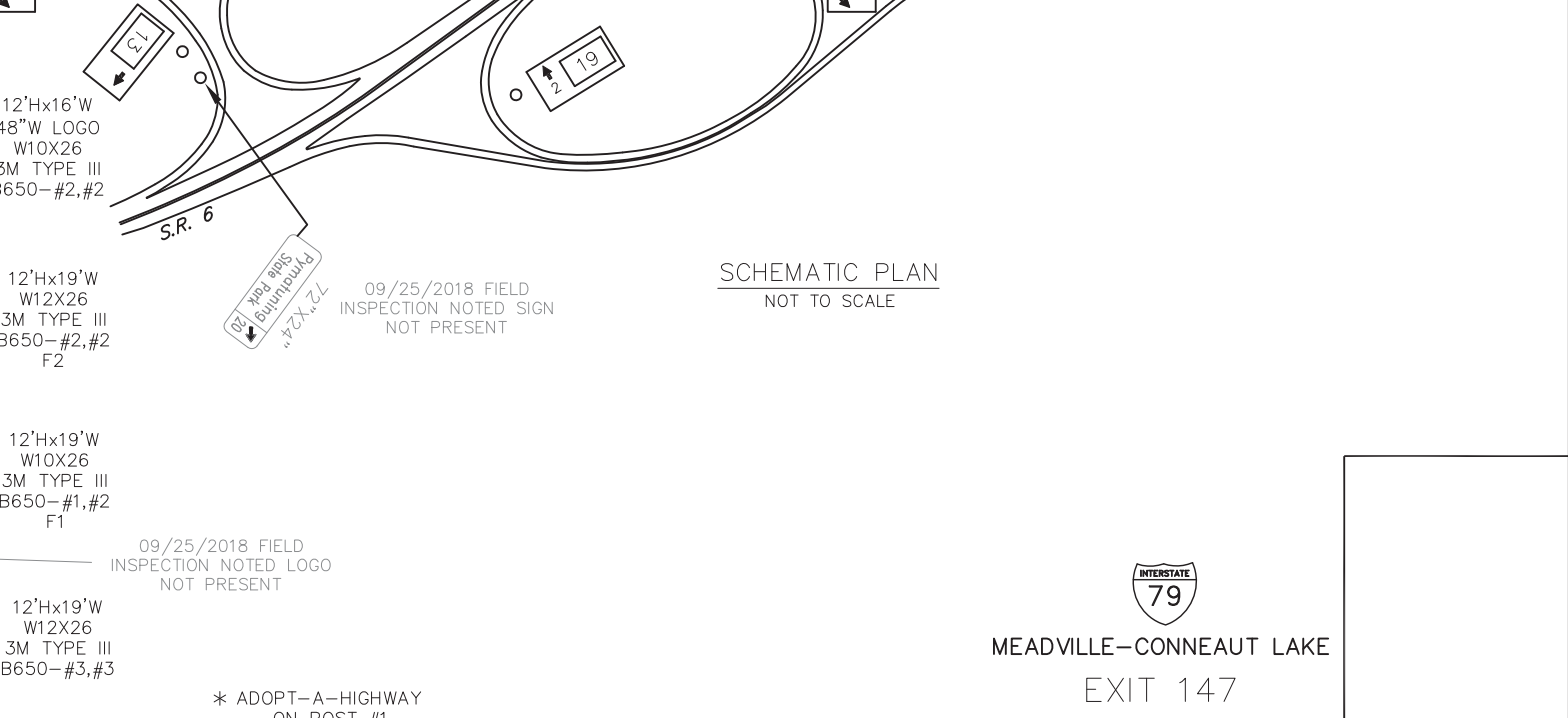 13
2
19
12'Hx16'W
48"W LOGO
W10X26
3M TYPE III
B650-#2,#2
S.R. 6
Pymatuning
State Park
20
72"X24"
09/25/2018 FIELD
INSPECTION NOTED SIGN
NOT PRESENT
SCHEMATIC PLAN
NOT TO SCALE
12'Hx19'W
W12X26
3M TYPE III
B650-#2,#2
F2
12'Hx19'W
W10X26
3M TYPE III
B650-#1,#2
F1
09/25/2018 FIELD
INSPECTION NOTED LOGO
NOT PRESENT
12'Hx19'W
W12X26
3M TYPE III
B650-#3,#3
* ADOPT-A-HIGHWAY
ON POST #1
INTERSTATE
79
MEADVILLE-CONNEAUT LAKE
EXIT 147